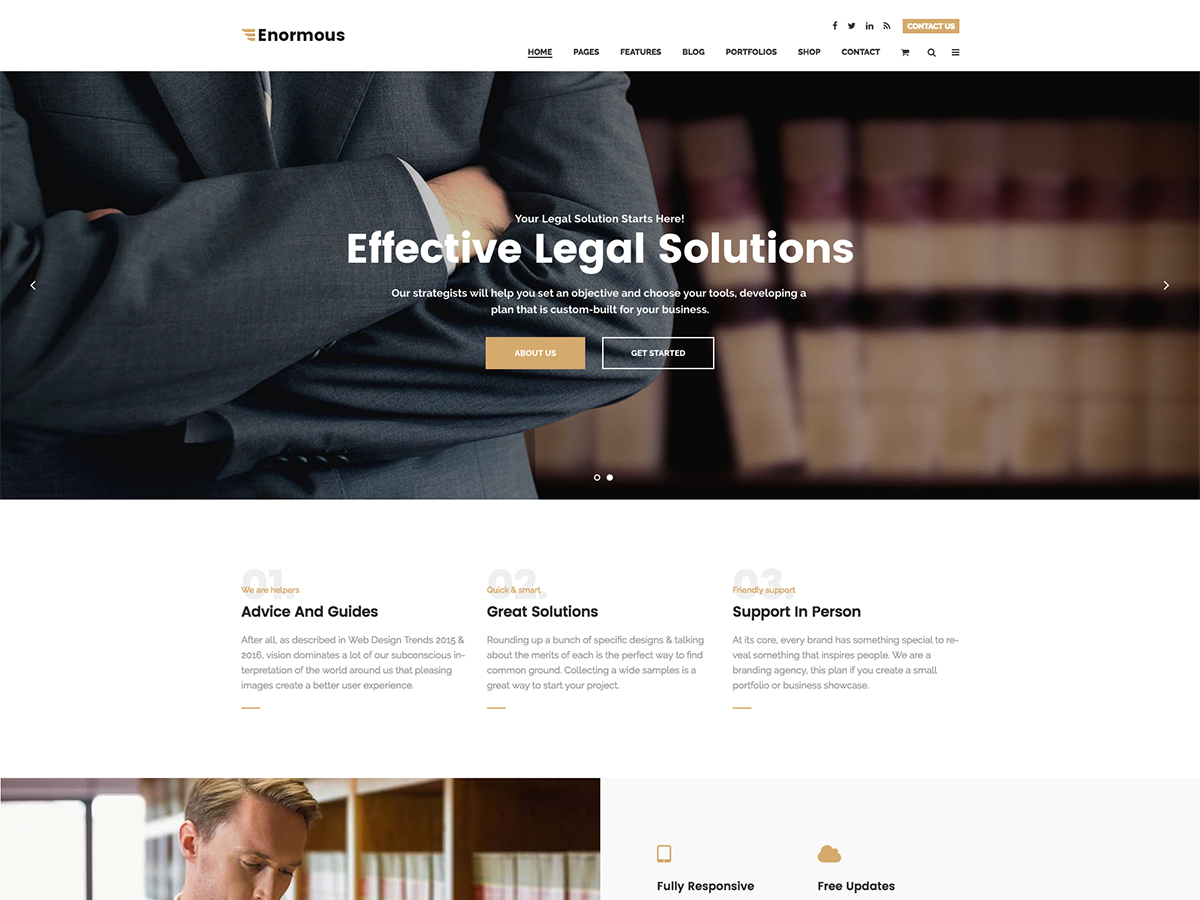 Enormous
CONTACT US
HOME PAGES FEATURES BLOG PORTFOLIOS SHOP CONTACT
Your Legal Solution Starts Here!
Effective Legal Solutions
Our strategists will help you set an objective and choose your tools, developing a
plan that is custom-built for your business.
ABOUT US
GET STARTED
01.
We are helpers
Advice And Guides
After all, as described in Web Design Trends 2015 &
2016, vision dominates a lot of our subconscious in-
terpretation of the world around us that pleasing
images create a better user experience.
02.
Quick & smart
Great Solutions
Rounding up a bunch of specific designs & talking
about the merits of each is the perfect way to find
common ground. Collecting a wide samples is a
great way to start your project.
03.
Friendly support
Support In Person
At its core, every brand has something special to re-
veal something that inspires people. We are a
branding agency, this plan if you create a small
portfolio or business showcase.
Fully Responsive
Free Updates